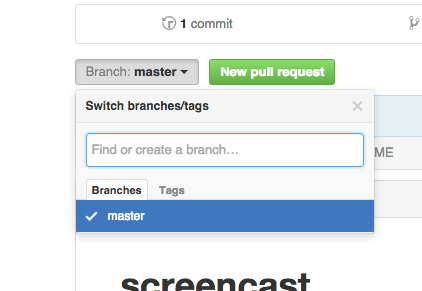 1 commit
Branch: master
New pull request
Switch branches/tags
Find or create a branch...
ME
Branches
Tags
master
screencast